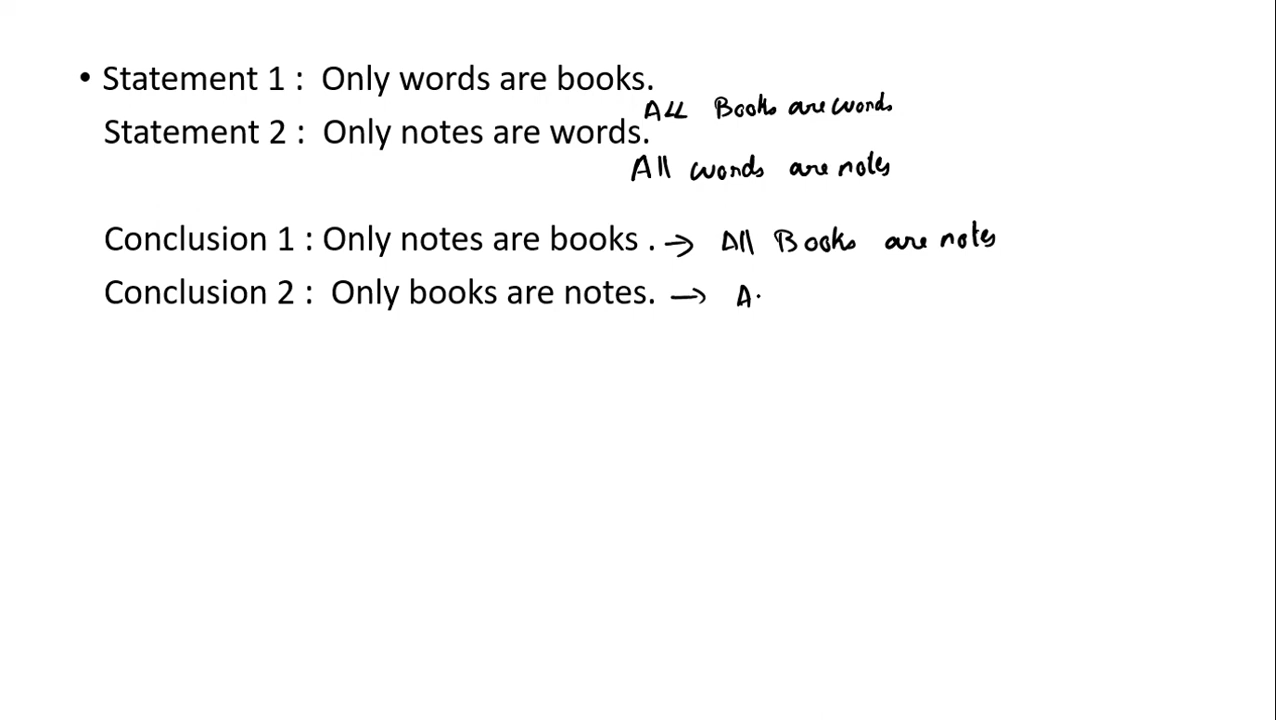 • Statement 1 : Only words are books.
ALL Books are words
Statement 2 : Only notes are words.
All words are notes
Conclusion 1 : Only notes are books . → All Books are notes
Conclusion 2 : Only books are notes. → A.